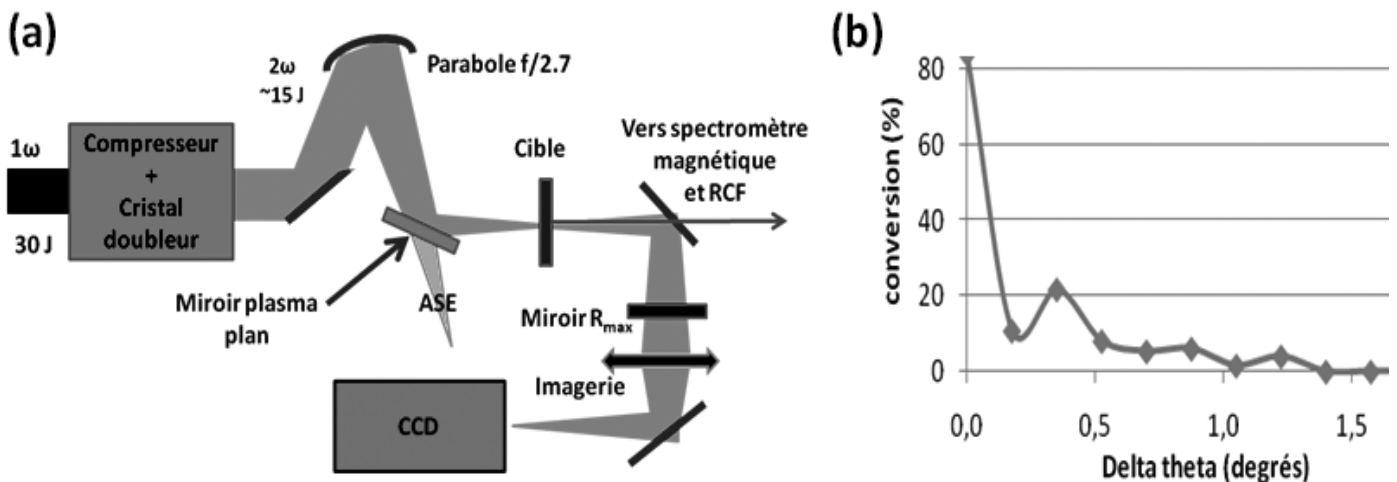 (a)
2ω
~15 J
Parabole f/2.7
1ω
30 J
Compresseur
+
Cristal
doubleur
Cible
Vers spectromètre
magnétique
et RCF
Miroir plasma
plan
ASE
Miroir Rmax
Imagerie
CCD
(b)
conversion (%)
80
60
40
20
0
0,0
0,5
1,0
1,5
Delta theta (degrés)